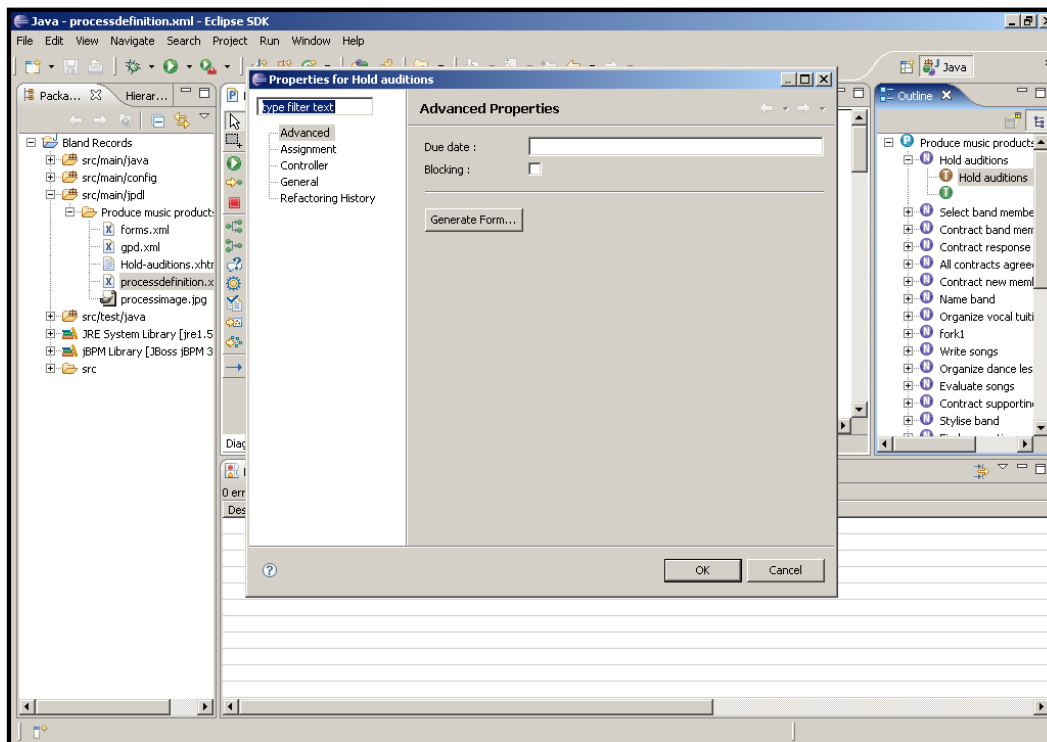 Java - processdefinition.xml - Eclipse SDK
File Edit View Navigate Search Project Run Window Help
Java
Packa...
Hierar...
Bland Records
src/main/java
src/main/config
src/main/jpdl
Produce music product
forms.xml
gpd.xml
Hold-auditions.xht
processdefinition.x
processimage.jpg
src/test/java
JRE System Library [jre1.5
jBPM Library [JBoss jBPM 3
src
Diag
0 err
Des
Properties for Hold auditions
type filter text
Advanced
Assignment
Controller
General
Refactoring History
Advanced Properties
Due date :
Blocking :
Generate Form...
OK
Cancel
Outline
Produce music products
Hold auditions
Hold auditions
Select band membe
Contract band mem
Contract response
All contracts agree
Contract new meml
Name band
Organize vocal tuiti
fork1
Write songs
Organize dance les
Evaluate songs
Contract supportin
Stylise band